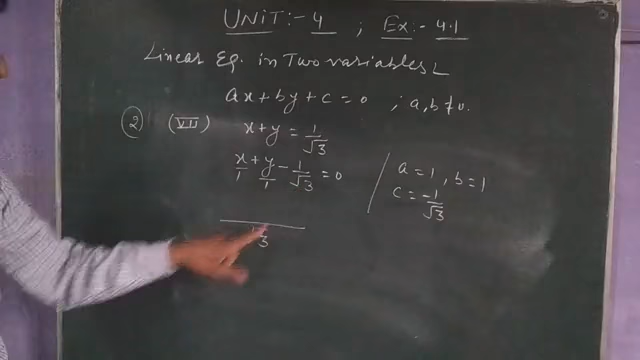 UNIT:- 4 ; Ex:- 4.1
Linear Eq. in Two variables
ax + by + c = 0 ; a, b ≠ 0.
② (VII) x + y = 1/√3
x/1 + y/1 - 1/√3 = 0
a = 1, b = 1
c = -1/√3
3